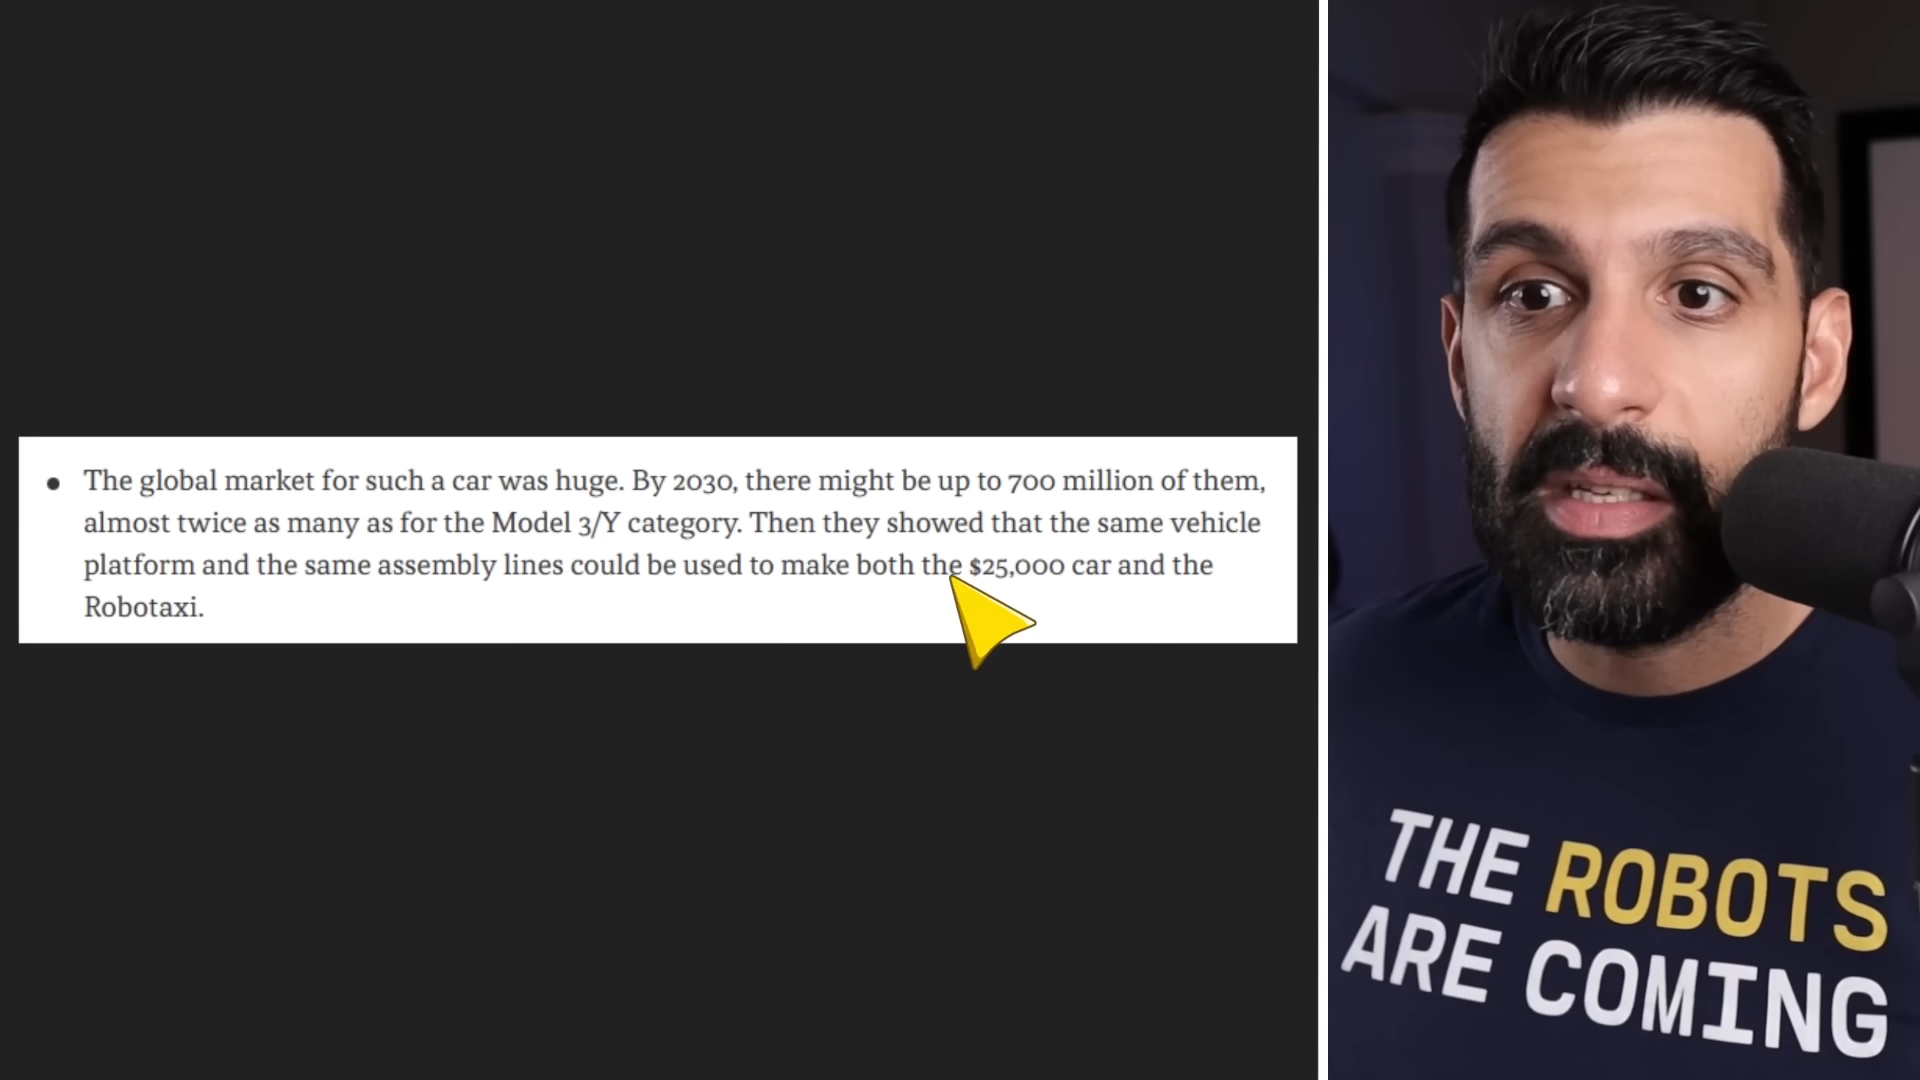 The global market for such a car was huge. By 2030, there might be up to 700 million of them,
almost twice as many as for the Model 3/Y category. Then they showed that the same vehicle
platform and the same assembly lines could be used to make both the $25,000 car and the
Robotaxi.
THE ROBOTS
ARE COMING